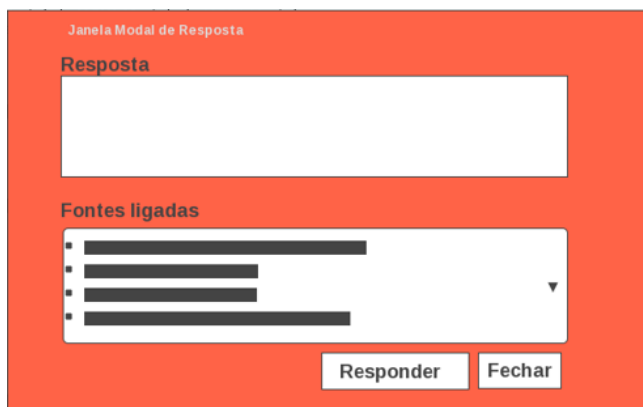 Janela Modal de Resposta
Resposta
Fontes ligadas
Responder
Fechar